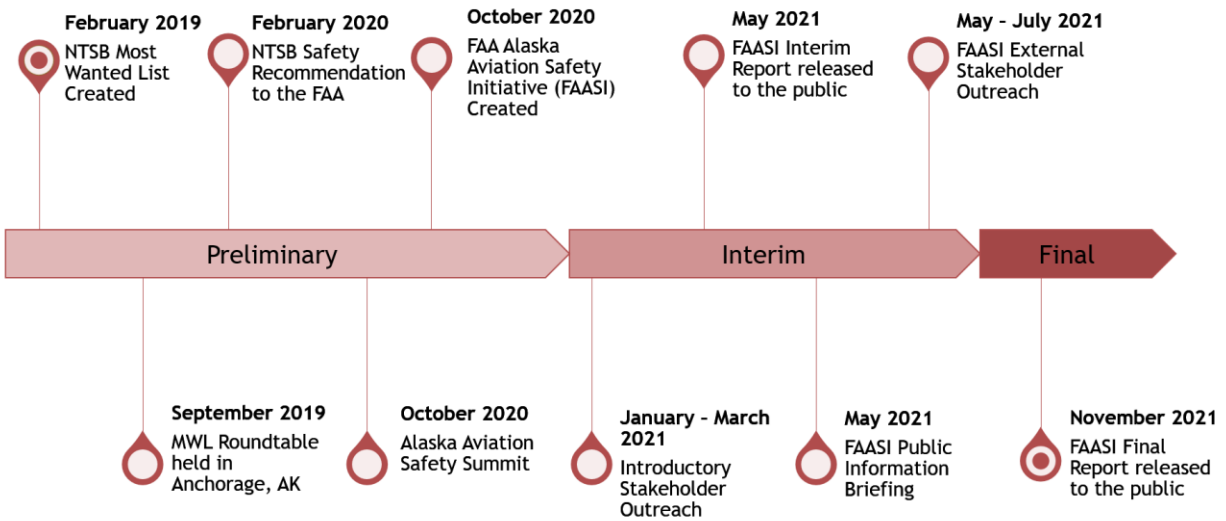 February 2019
NTSB Most
Wanted List
Created
February 2020
NTSB Safety
Recommendation
to the FAA
October 2020
FAA Alaska
Aviation Safety
Initiative (FAASI)
Created
May 2021
FAASI Interim
Report released
to the public
May – July 2021
FAASI External
Stakeholder
Outreach
Preliminary
Interim
Final
September 2019
MWL Roundtable
held in
Anchorage, AK
October 2020
Alaska Aviation
Safety Summit
January – March
2021
Introductory
Stakeholder
Outreach
May 2021
FAASI Public
Information
Briefing
November 2021
FAASI Final
Report released
to the public